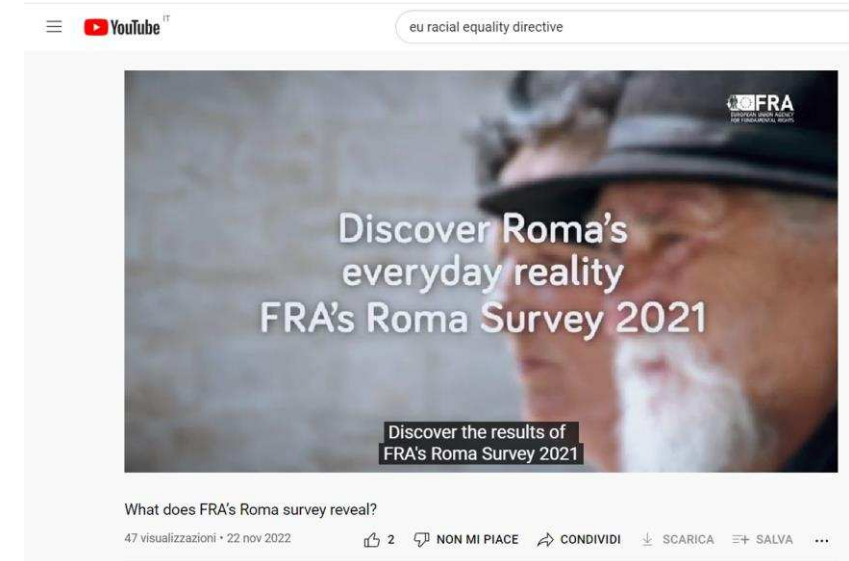 YouTube IT
eu racial equality directive
FRA
EUROPEAN UNION AGENCY
FOR FUNDAMENTAL RIGHTS
Discover Roma's
everyday reality
FRA's Roma Survey 2021
Discover the results of
FRA's Roma Survey 2021
What does FRA's Roma survey reveal?
47 visualizzazioni • 22 nov 2022 2 NON MI PIACE CONDIVIDI SCARICA SALVA ...